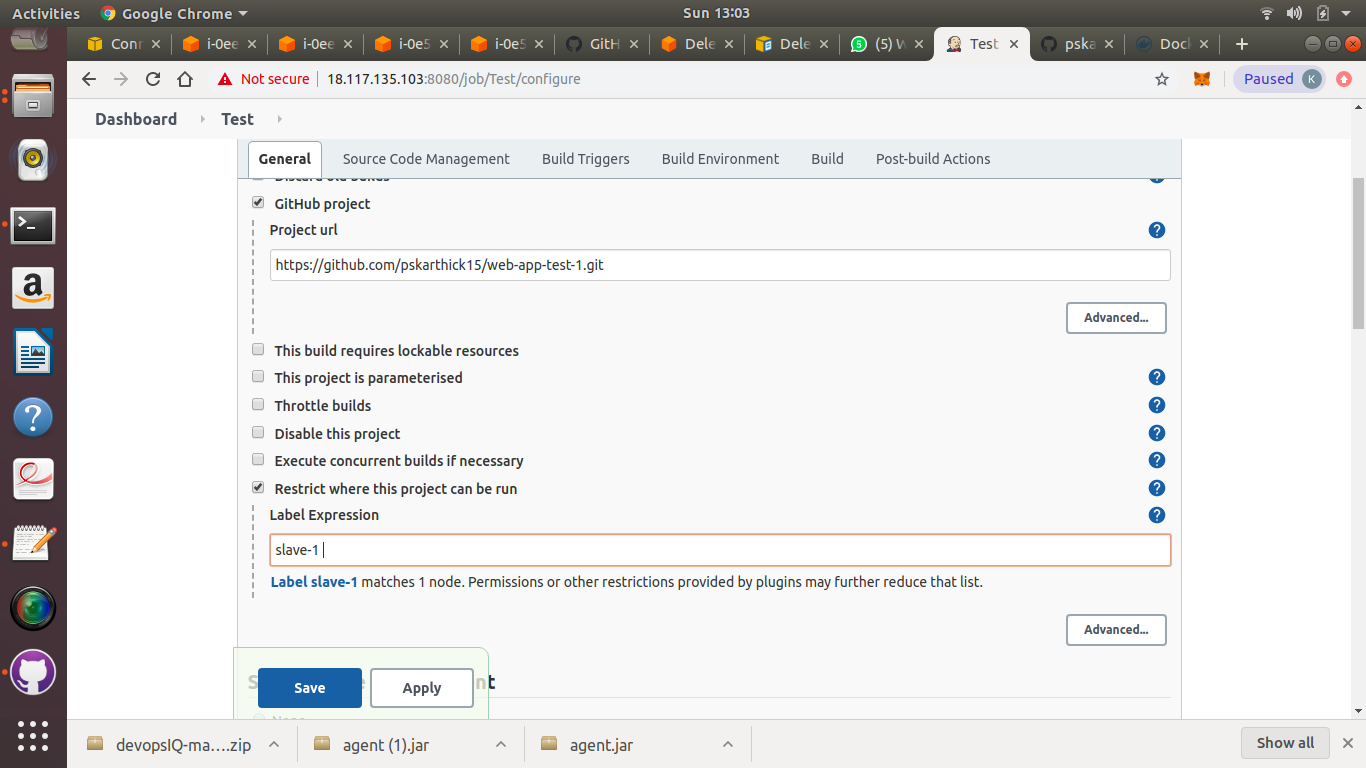 Activities Google Chrome Sun 13:03
Conn i-0ee i-0ee i-0e5 i-0e5 GitH Dele Dele (5) W Test pska Dock
Not secure 18.117.135.103:8080/job/Test/configure Paused K
Dashboard Test
General Source Code Management Build Triggers Build Environment Build Post-build Actions
Discard old builds
GitHub project
Project url
https://github.com/pskarthick15/web-app-test-1.git
Advanced...
This build requires lockable resources
This project is parameterised
Throttle builds
Disable this project
Execute concurrent builds if necessary
Restrict where this project can be run
Label Expression
slave-1
Label slave-1 matches 1 node. Permissions or other restrictions provided by plugins may further reduce that list.
Advanced...
Save Apply
None
devopsIQ-ma....zip agent (1).jar agent.jar Show all